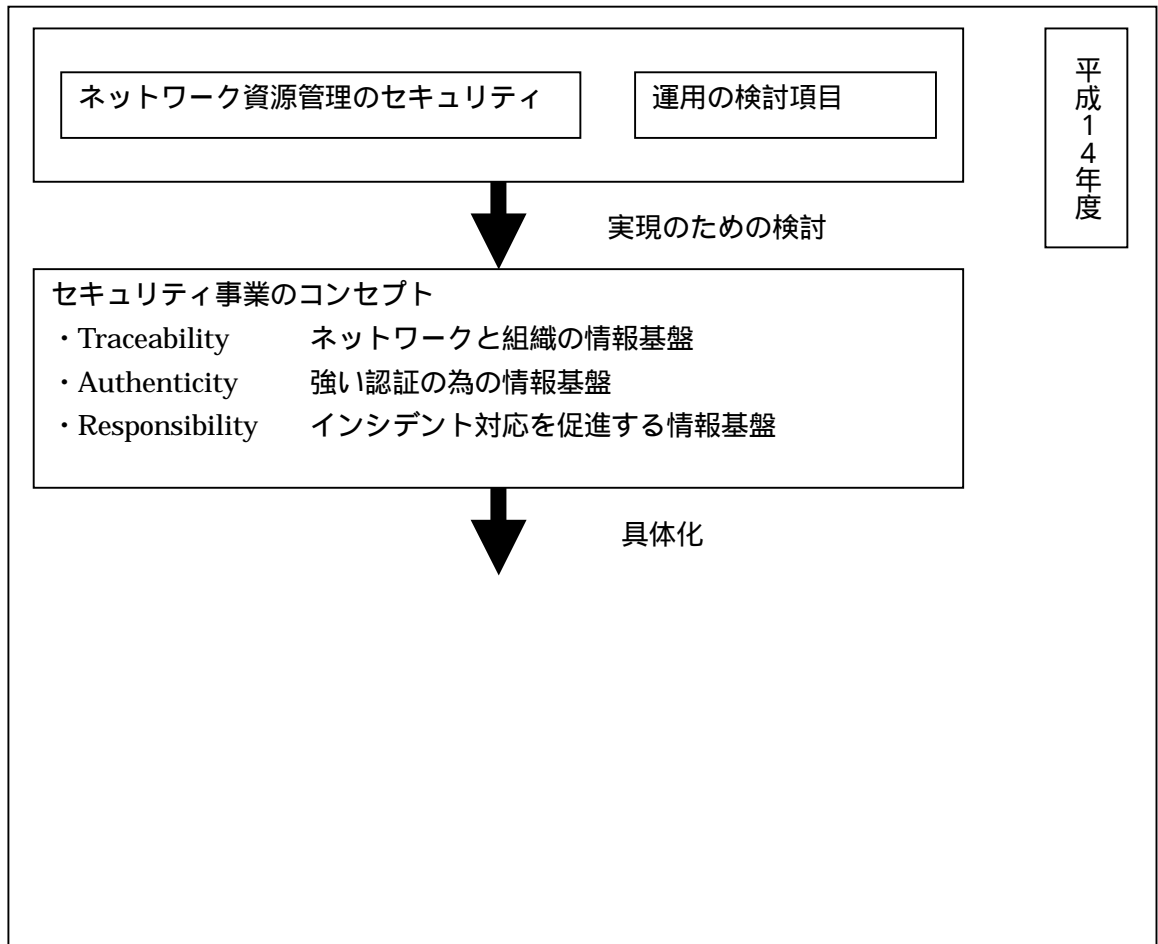 ネットワーク資源管理のセキュリティ
運用の検討項目
平成１４年度
実現のための検討
セキュリティ事業のコンセプト
・Traceability ネットワークと組織の情報基盤
・Authenticity 強い認証の為の情報基盤
・Responsibility インシデント対応を促進する情報基盤
具体化